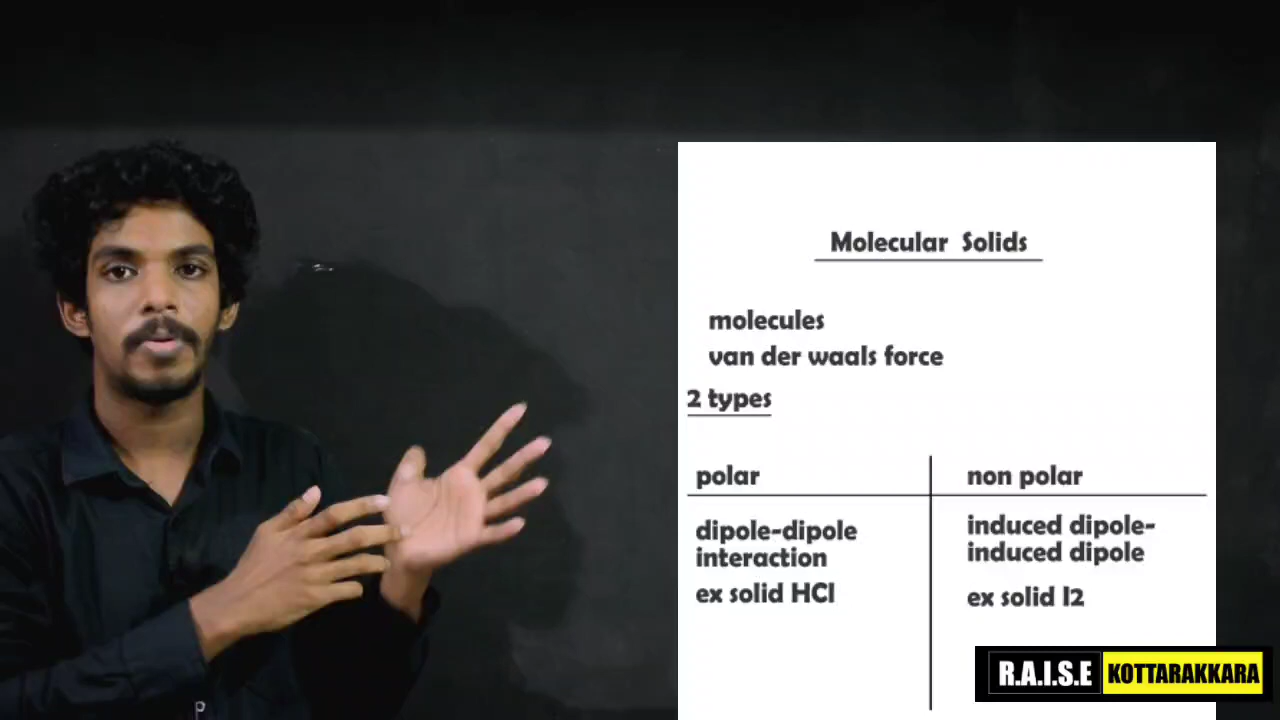 Molecular Solids
molecules
van der waals force
2 types
polar
non polar
dipole-dipole
interaction
ex solid HCl
induced dipole-
induced dipole
ex solid I2
R.A.I.S.E KOTTARAKKARA